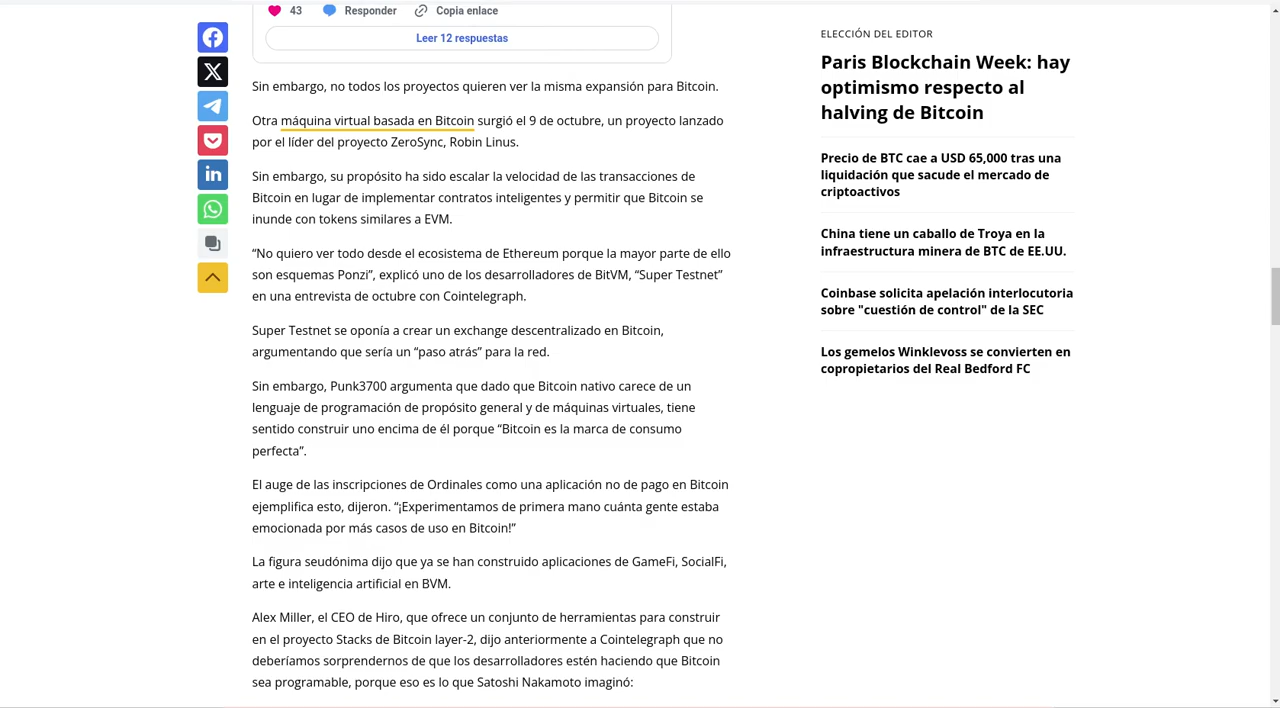 43 Responder Copia enlace
Leer 12 respuestas
Sin embargo, no todos los proyectos quieren ver la misma expansión para Bitcoin.
Otra máquina virtual basada en Bitcoin surgió el 9 de octubre, un proyecto lanzado
por el líder del proyecto ZeroSync, Robin Linus.
Sin embargo, su propósito ha sido escalar la velocidad de las transacciones de
Bitcoin en lugar de implementar contratos inteligentes y permitir que Bitcoin se
inunde con tokens similares a EVM.
“No quiero ver todo desde el ecosistema de Ethereum porque la mayor parte de ello
son esquemas Ponzi”, explicó uno de los desarrolladores de BitVM, “Super Testnet”
en una entrevista de octubre con Cointelegraph.
Super Testnet se oponía a crear un exchange descentralizado en Bitcoin,
argumentando que sería un “paso atrás” para la red.
Sin embargo, Punk3700 argumenta que dado que Bitcoin nativo carece de un
lenguaje de programación de propósito general y de máquinas virtuales, tiene
sentido construir uno encima de él porque “Bitcoin es la marca de consumo
perfecta”.
El auge de las inscripciones de Ordinales como una aplicación no de pago en Bitcoin
ejemplifica esto, dijeron. “¡Experimentamos de primera mano cuánta gente estaba
emocionada por más casos de uso en Bitcoin!”
La figura seudónima dijo que ya se han construido aplicaciones de GameFi, SocialFi,
arte e inteligencia artificial en BVM.
Alex Miller, el CEO de Hiro, que ofrece un conjunto de herramientas para construir
en el proyecto Stacks de Bitcoin layer-2, dijo anteriormente a Cointelegraph que no
deberíamos sorprendernos de que los desarrolladores estén haciendo que Bitcoin
sea programable, porque eso es lo que Satoshi Nakamoto imaginó:
ELECCIÓN DEL EDITOR
Paris Blockchain Week: hay
optimismo respecto al
halving de Bitcoin
Precio de BTC cae a USD 65,000 tras una
liquidación que sacude el mercado de
criptoactivos
China tiene un caballo de Troya en la
infraestructura minera de BTC de EE.UU.
Coinbase solicita apelación interlocutoria
sobre "cuestión de control" de la SEC
Los gemelos Winklevoss se convierten en
copropietarios del Real Bedford FC